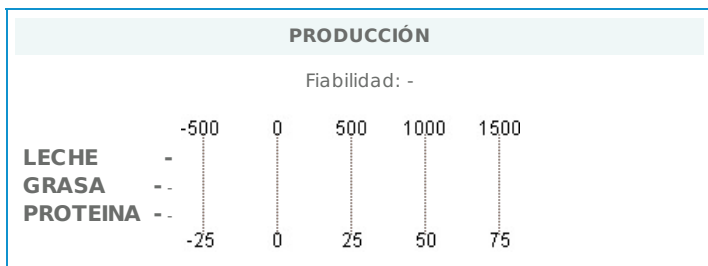 PRODUCCIÓN
Fiabilidad: -
-500 0 500 1000 1500
LECHE -
GRASA - -
PROTEINA - -
-25 0 25 50 75